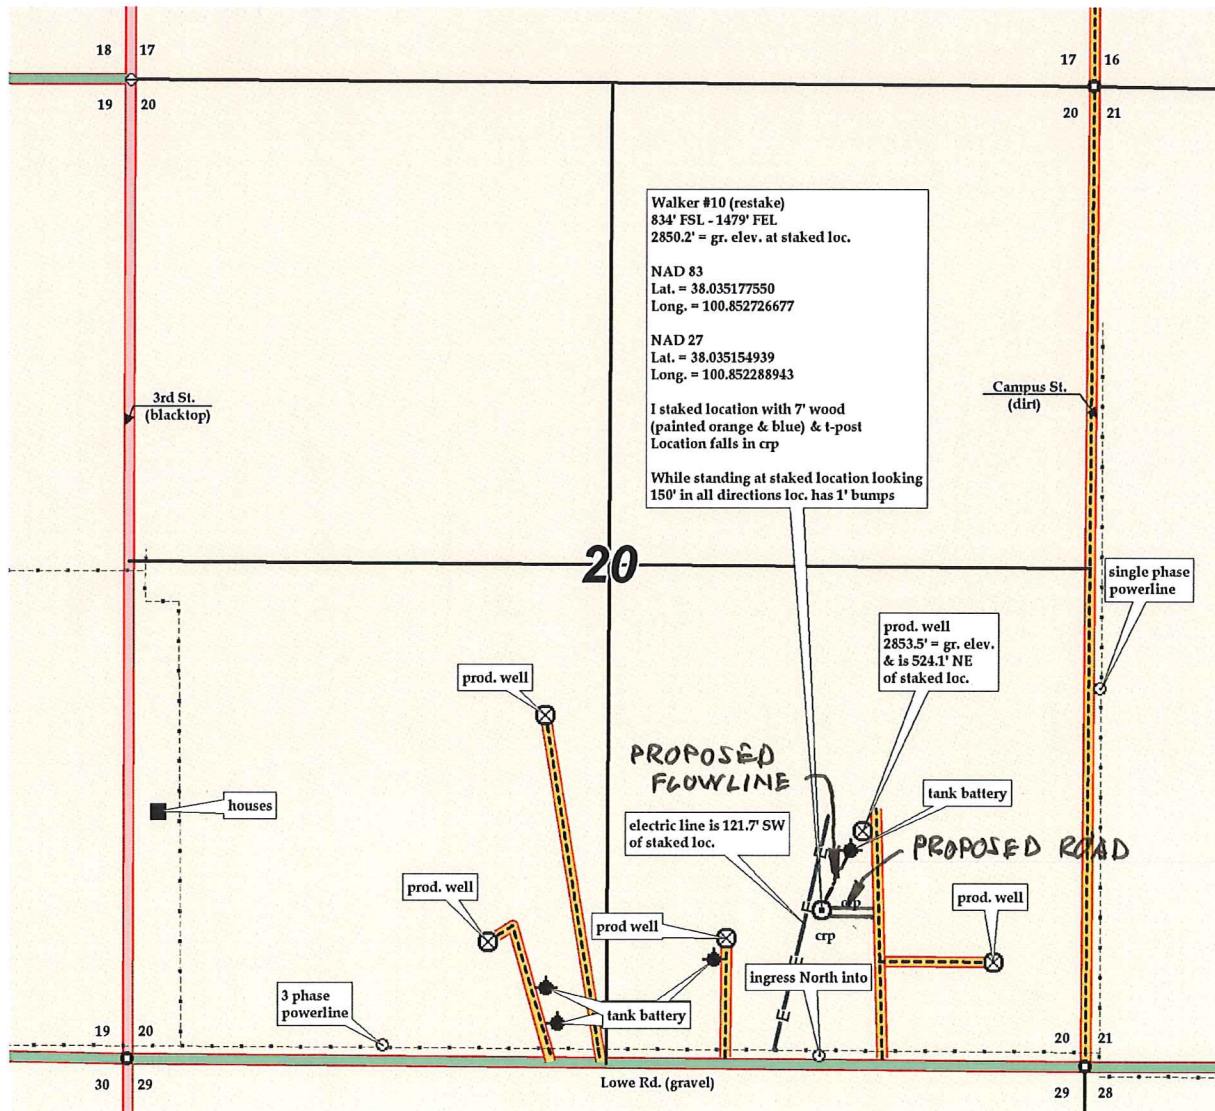 18 17
17 16
19 20
20 21
Walker #10 (restake)
834' FSL - 1479' FEL
2850.2' = gr. elev. at staked loc.
NAD 83
Lat. = 38.035177550
Long. = 100.852726677
NAD 27
Lat. = 38.035154939
Long. = 100.852288943
I staked location with 7' wood
(painted orange & blue) & t-post
Location falls in crp
While standing at staked location looking
150' in all directions loc. has 1' bumps
3rd St.
(blacktop)
Campus St.
(dirt)
20
single phase
powerline
prod. well
2853.5' = gr. elev.
& is 524.1' NE
of staked loc.
prod. well
PROPOSED
FLOWLINE
tank battery
houses
electric line is 121.7' SW
of staked loc.
E
PROPOSED ROAD
prod. well
E
crp
prod. well
prod well
crp
E
ingress North into
3 phase
powerline
tank battery
E
19 20
20 21
30 29
Lowe Rd. (gravel)
29 28